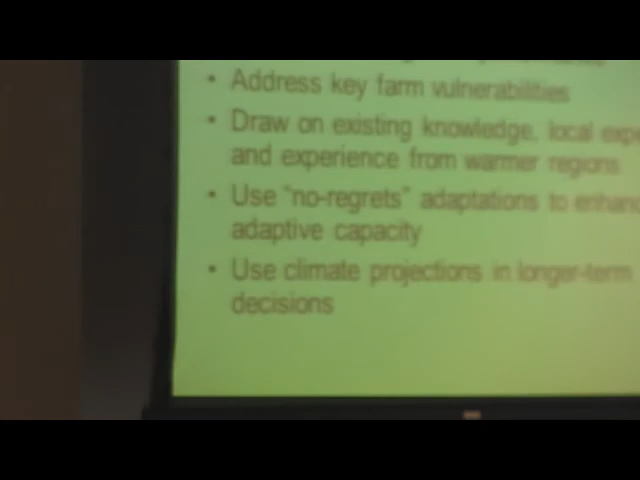 • Address key farm vulnerabilities
• Draw on existing knowledge, local
and experience from warmer regions
• Use "no-regrets" adaptations to
adaptive capacity
• Use climate projections in longer-term
decisions